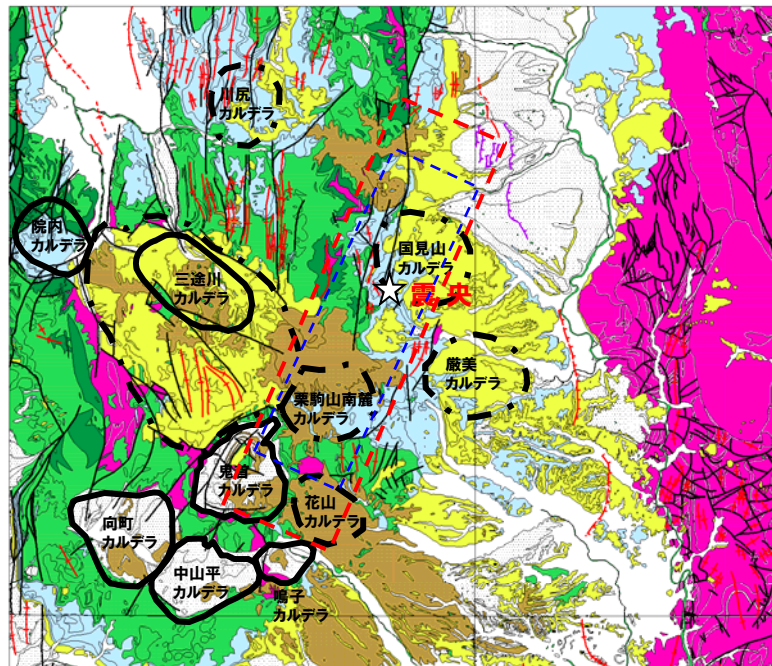 川尻
カルデラ
院内
カルデラ
国見山
カルデラ
三途川
カルデラ
震央
厳美
カルデラ
栗駒山南麓
カルデラ
鬼首
カルデラ
花山
カルデラ
向町
カルデラ
中山平
カルデラ
鳴子
カルデラ